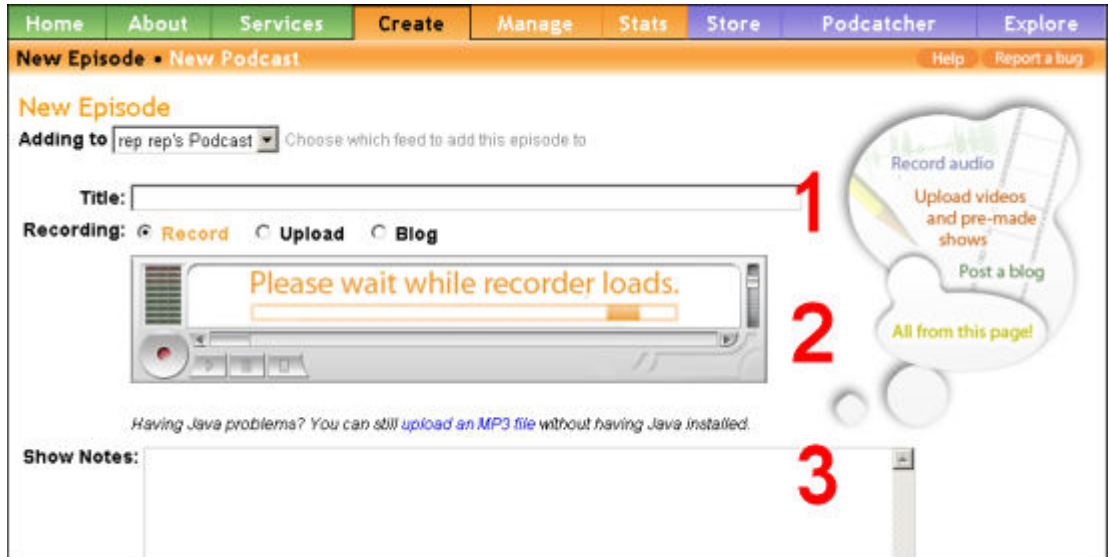 Home About Services Create Manage Stats Store Podcatcher Explore
New Episode • New Podcast Help Report a bug
New Episode
Adding to rep rep's Podcast Choose which feed to add this episode to
Title: 1
Recording: Record Upload Blog
Please wait while recorder loads.
2
Having Java problems? You can still upload an MP3 file without having Java installed.
Show Notes: 3
Record audio
Upload videos
and pre-made
shows
Post a blog
All from this page!